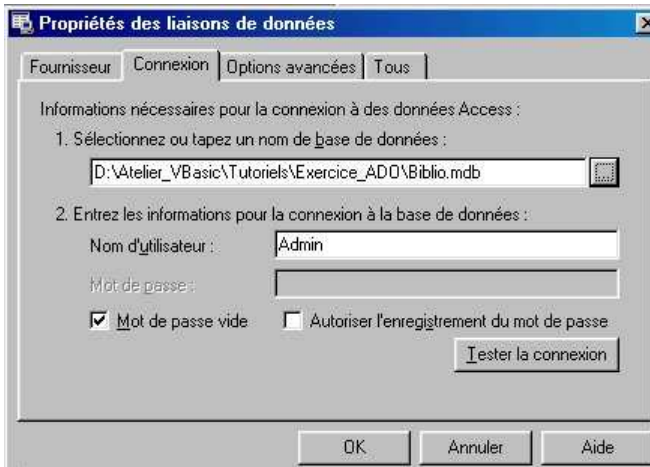 Propriétés des liaisons de données
Fournisseur Connexion Options avancées Tous
Informations nécessaires pour la connexion à des données Access :
1. Sélectionnez ou tapez un nom de base de données :
D:\Atelier_VBasic\Tutoriels\Exercice_ADO\Biblio.mdb ...
2. Entrez les informations pour la connexion à la base de données :
Nom d'utilisateur : Admin
Mot de passe :
Mot de passe vide Autoriser l'enregistrement du mot de passe
Tester la connexion
OK Annuler Aide